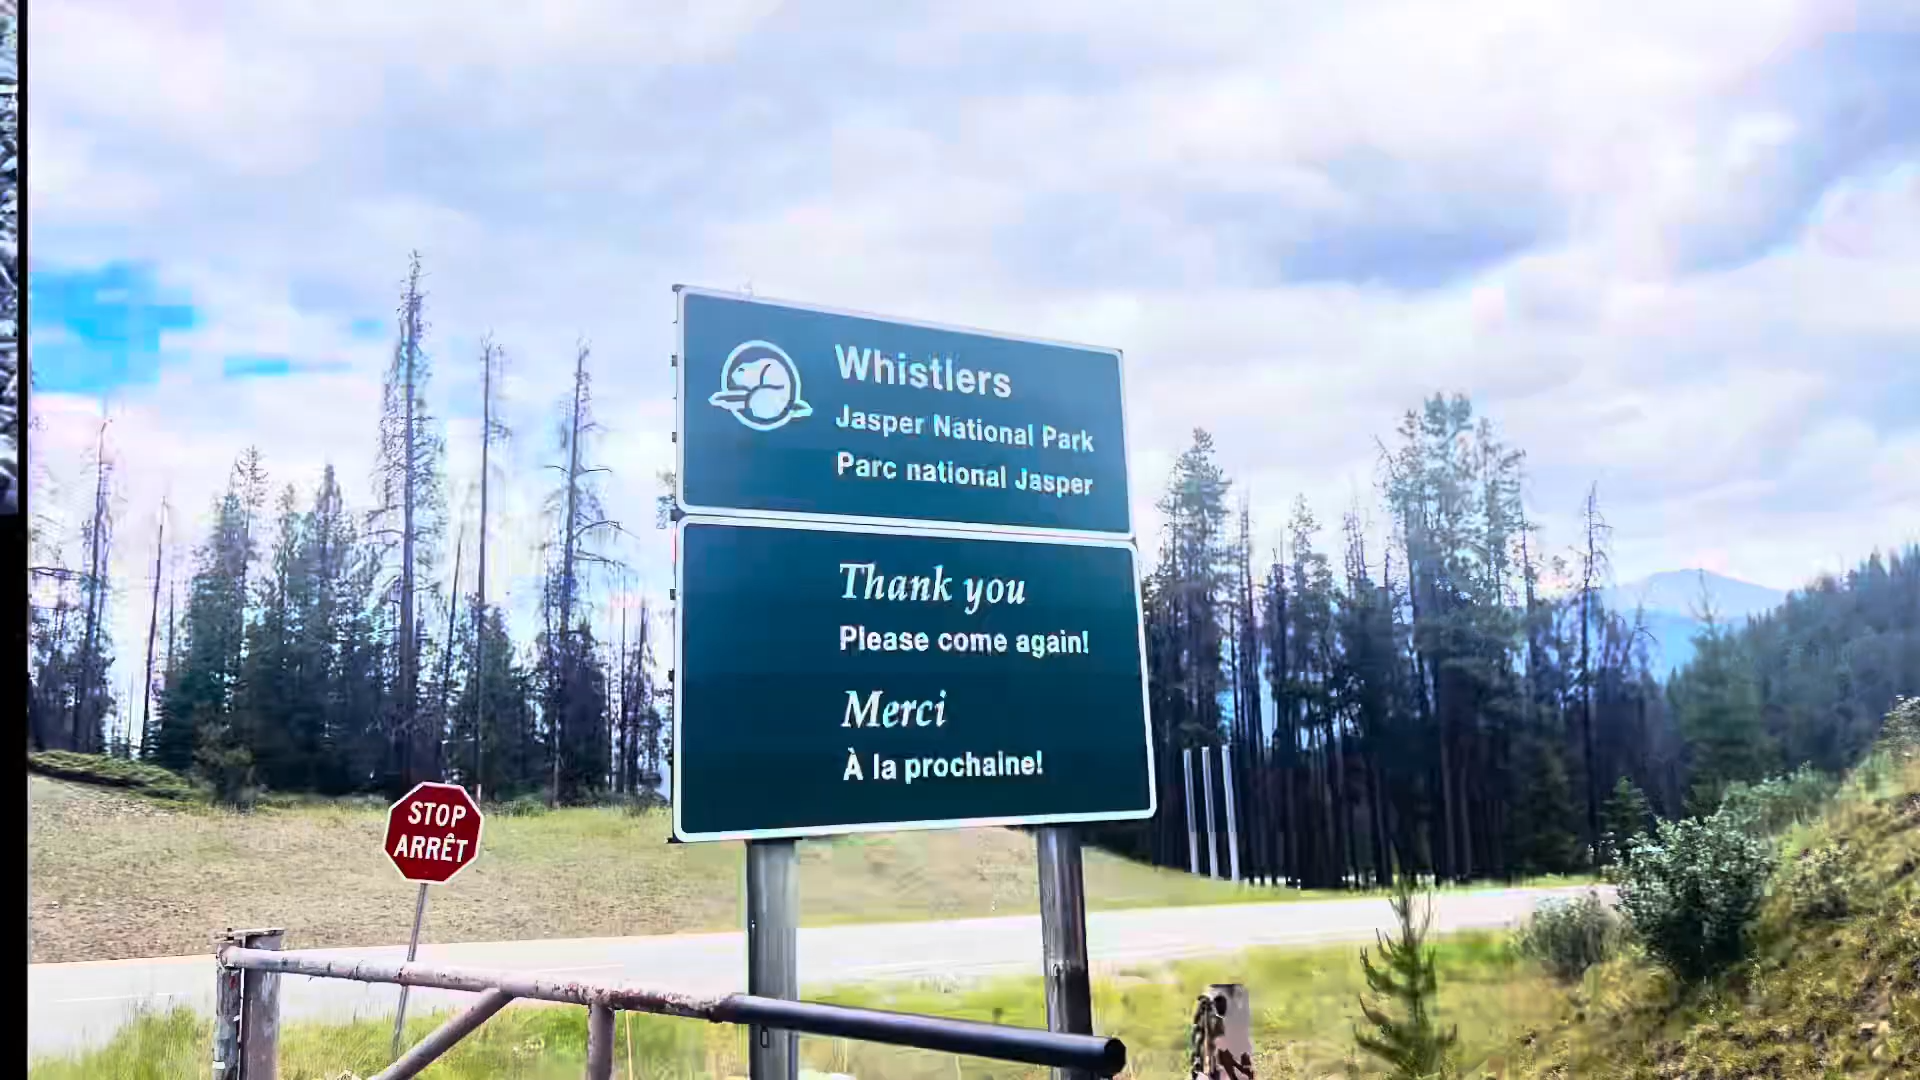 Whistlers
Jasper National Park
Parc national Jasper
Thank you
Please come again!
Merci
À la prochaine!
STOP
ARRÊT